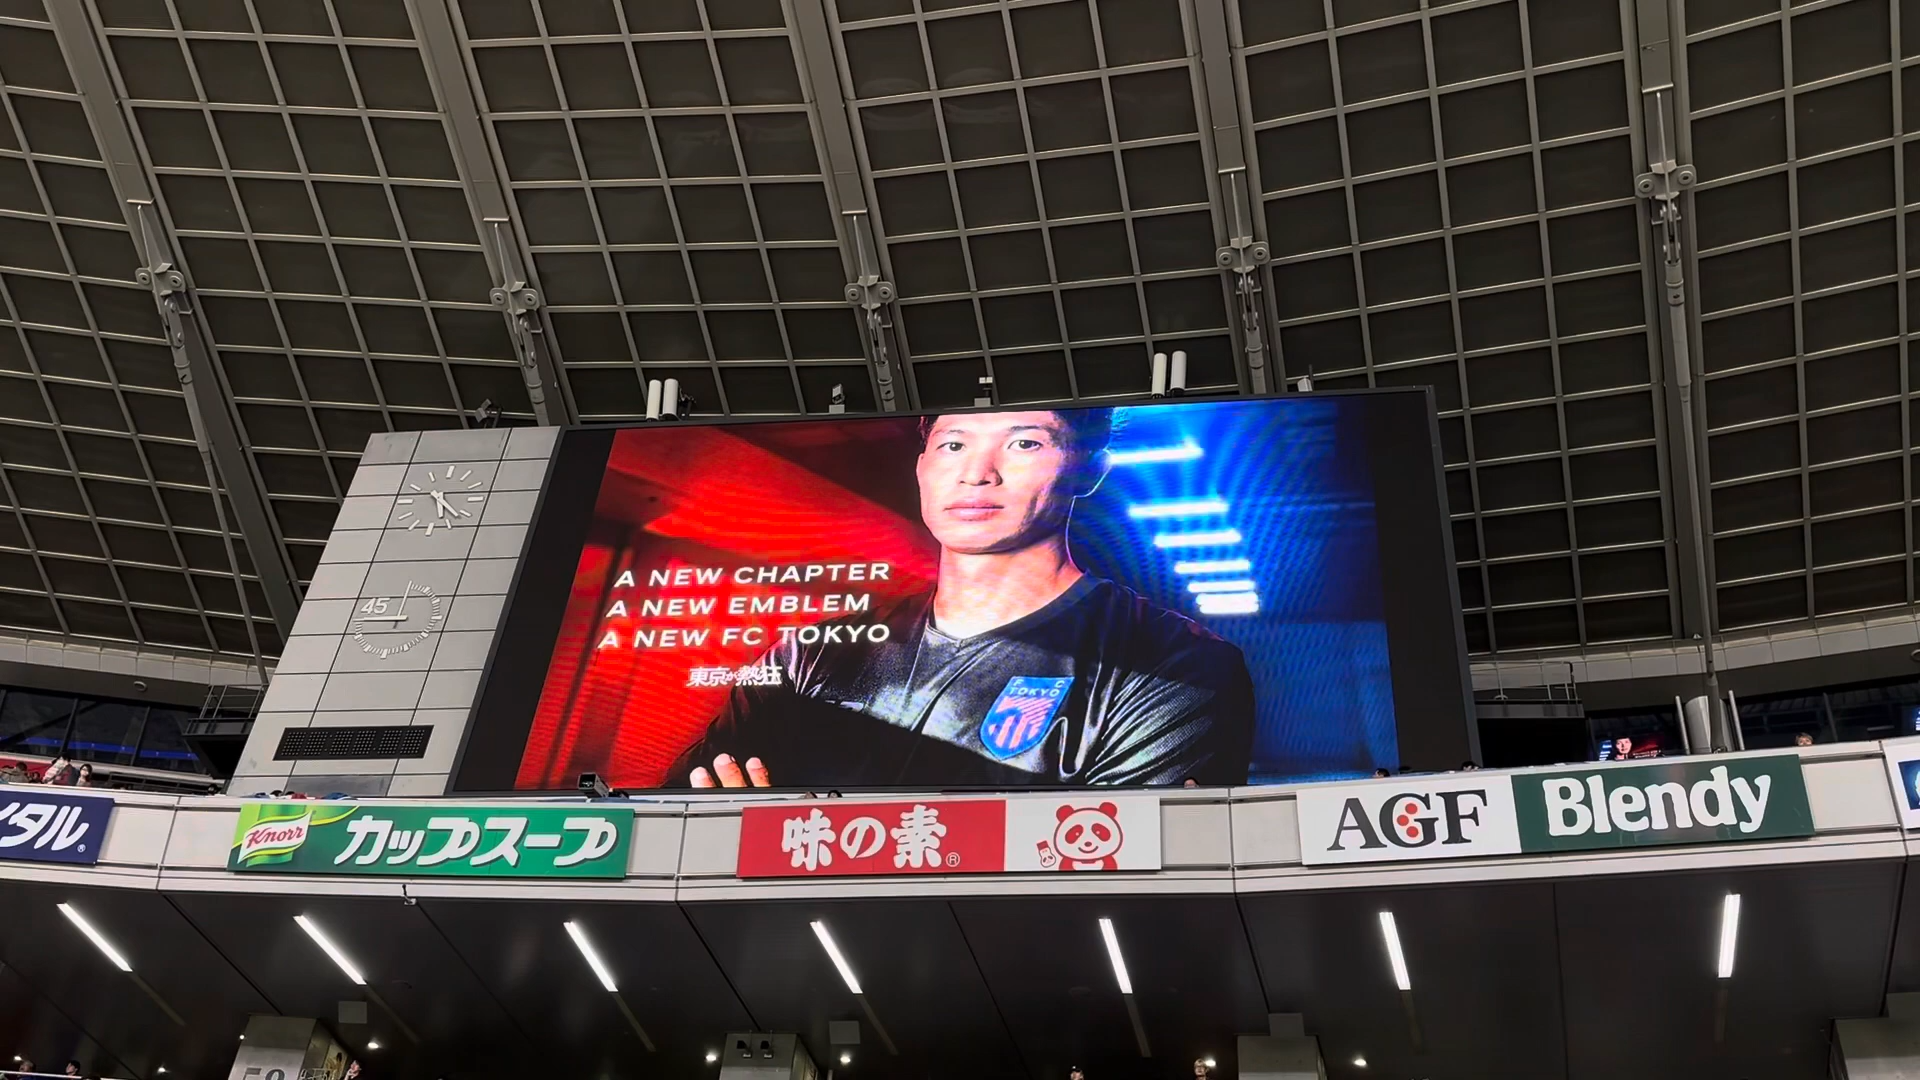 A NEW CHAPTER
A NEW EMBLEM
A NEW FC TOKYO
東京が熱狂
F C
TOKYO
45
タル®
Knorr カップスープ
味の素®
AGF Blendy